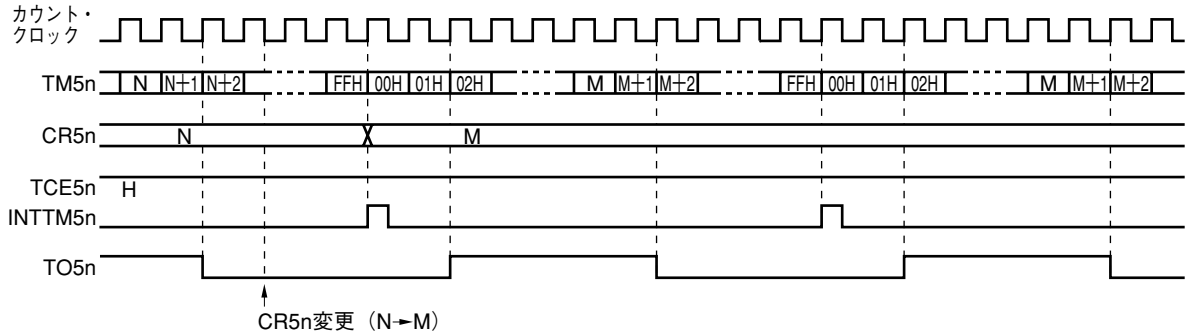 カウント・
クロック
TM5n N N+1 N+2 FFH 00H 01H 02H M M+1 M+2 FFH 00H 01H 02H M M+1 M+2
CR5n N M
TCE5n H
INTTM5n
TO5n
CR5n変更（N→M）